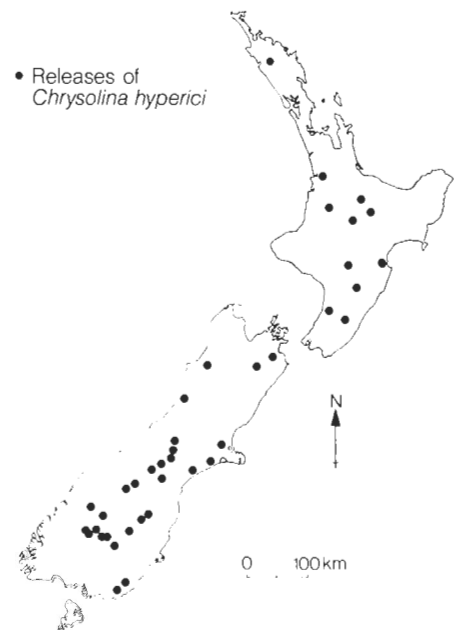 • Releases of
Chrysolina hyperici
N
0 100km